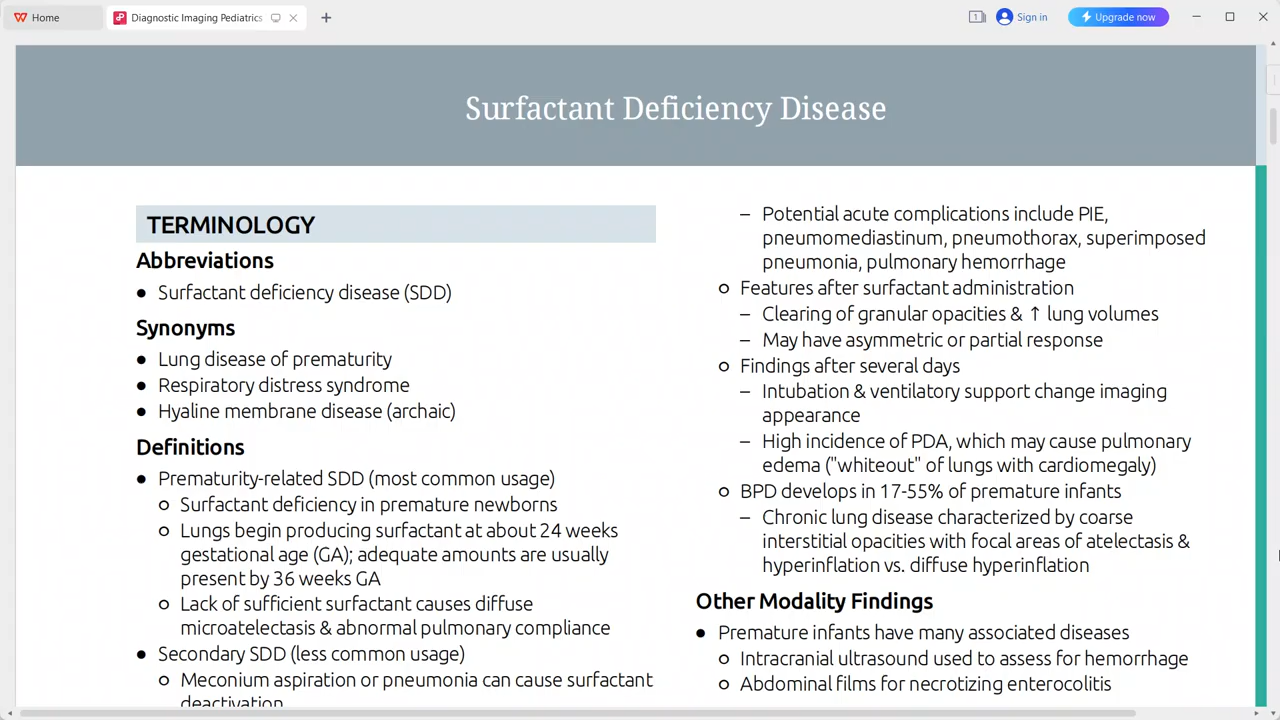 Home
Diagnostic Imaging Pediatrics
1
Sign in
Upgrade now
Surfactant Deficiency Disease
TERMINOLOGY
Abbreviations
● Surfactant deficiency disease (SDD)
Synonyms
● Lung disease of prematurity
● Respiratory distress syndrome
● Hyaline membrane disease (archaic)
Definitions
● Prematurity-related SDD (most common usage)
○ Surfactant deficiency in premature newborns
○ Lungs begin producing surfactant at about 24 weeks
gestational age (GA); adequate amounts are usually
present by 36 weeks GA
○ Lack of sufficient surfactant causes diffuse
microatelectasis & abnormal pulmonary compliance
● Secondary SDD (less common usage)
○ Meconium aspiration or pneumonia can cause surfactant
deactivation
– Potential acute complications include PIE,
pneumomediastinum, pneumothorax, superimposed
pneumonia, pulmonary hemorrhage
○ Features after surfactant administration
– Clearing of granular opacities & ↑ lung volumes
– May have asymmetric or partial response
○ Findings after several days
– Intubation & ventilatory support change imaging
appearance
– High incidence of PDA, which may cause pulmonary
edema ("whiteout" of lungs with cardiomegaly)
○ BPD develops in 17-55% of premature infants
– Chronic lung disease characterized by coarse
interstitial opacities with focal areas of atelectasis &
hyperinflation vs. diffuse hyperinflation
Other Modality Findings
● Premature infants have many associated diseases
○ Intracranial ultrasound used to assess for hemorrhage
○ Abdominal films for necrotizing enterocolitis